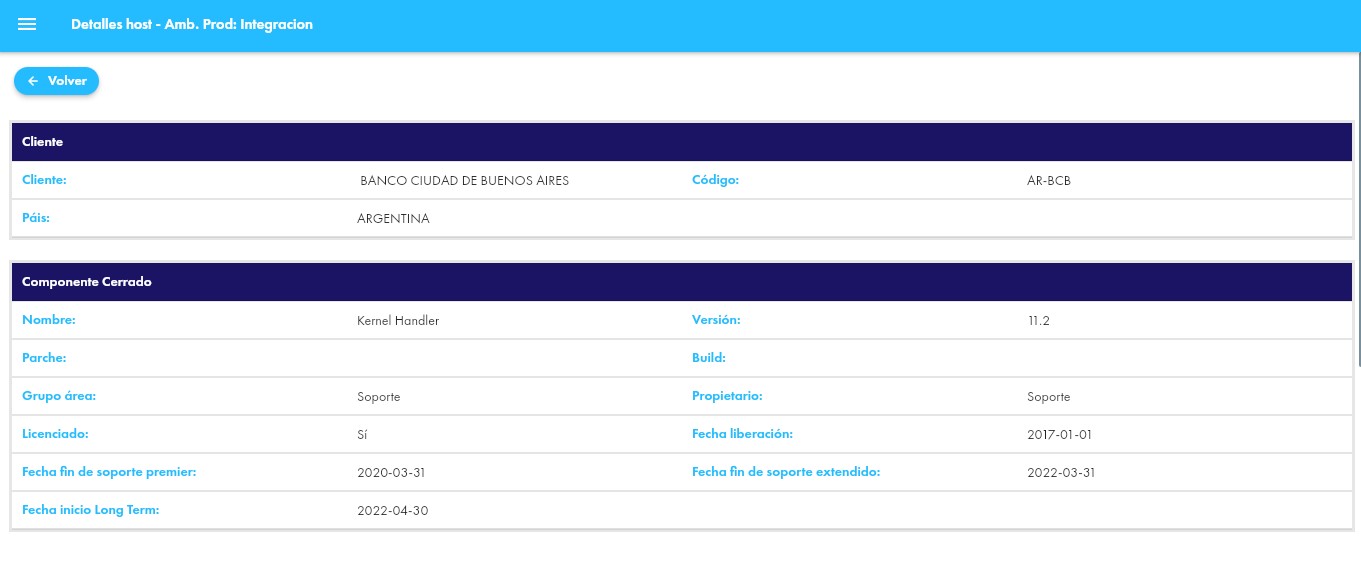 Detalles host - Amb. Prod: Integracion
Volver
Cliente
Cliente: BANCO CIUDAD DE BUENOS AIRES Código: AR-BCB
Páis: ARGENTINA
Componente Cerrado
Nombre: Kernel Handler Versión: 11.2
Parche: Build:
Grupo área: Soporte Propietario: Soporte
Licenciado: Sí Fecha liberación: 2017-01-01
Fecha fin de soporte premier: 2020-03-31 Fecha fin de soporte extendido: 2022-03-31
Fecha inicio Long Term: 2022-04-30